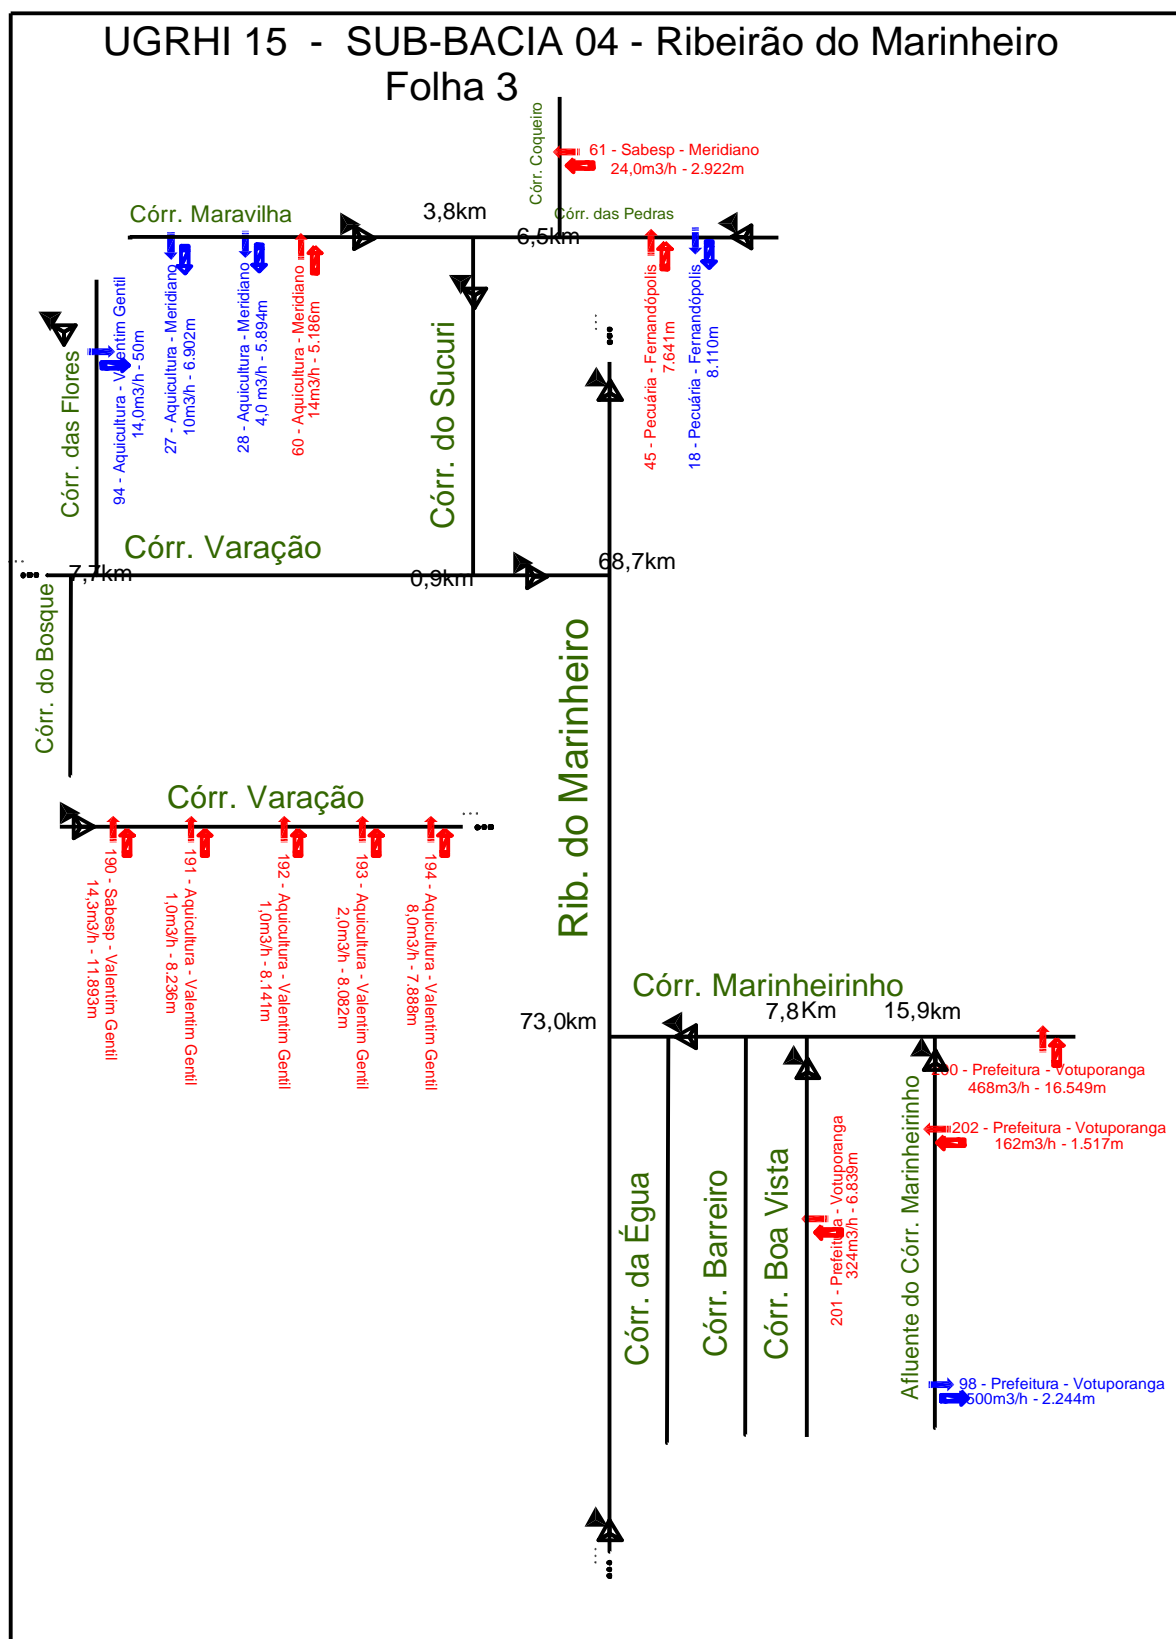 UGRHI 15 - SUB-BACIA 04 - Ribeirão do Marinheiro
Folha 3
Córr. Coqueiro
61 - Sabesp - Meridiano
24,0m3/h - 2.922m
Córr. Maravilha
3,8km
Córr. das Pedras
6,5km
94 - Aquicultura - Valentim Gentil
14,0m3/h - 50m
27 - Aquicultura - Meridiano
10m3/h - 6.902m
28 - Aquicultura - Meridiano
4,0 m3/h - 5.894m
60 - Aquicultura - Meridiano
14m3/h - 5.186m
45 - Pecuária - Fernandópolis
7.641m
18 - Pecuária - Fernandópolis
8.110m
Córr. das Flores
Córr. do Sucuri
Córr. Varação
7,7km
0,9km
68,7km
Córr. do Bosque
Rib. do Marinheiro
Córr. Varação
190 - Sabesp - Valentim Gentil
14,3m3/h - 11.893m
191 - Aquicultura - Valentim Gentil
1,0m3/h - 8.236m
192 - Aquicultura - Valentim Gentil
1,0m3/h - 8.141m
193 - Aquicultura - Valentim Gentil
2,0m3/h - 8.082m
194 - Aquicultura - Valentim Gentil
8,0m3/h - 7.888m
Córr. Marinheirinho
73,0km
7,8Km
15,9km
200 - Prefeitura - Votuporanga
468m3/h - 16.549m
202 - Prefeitura - Votuporanga
162m3/h - 1.517m
Córr. da Égua
Córr. Barreiro
Córr. Boa Vista
201 - Prefeitura - Votuporanga
324m3/h - 6.839m
Afluente do Córr. Marinheirinho
98 - Prefeitura - Votuporanga
500m3/h - 2.244m